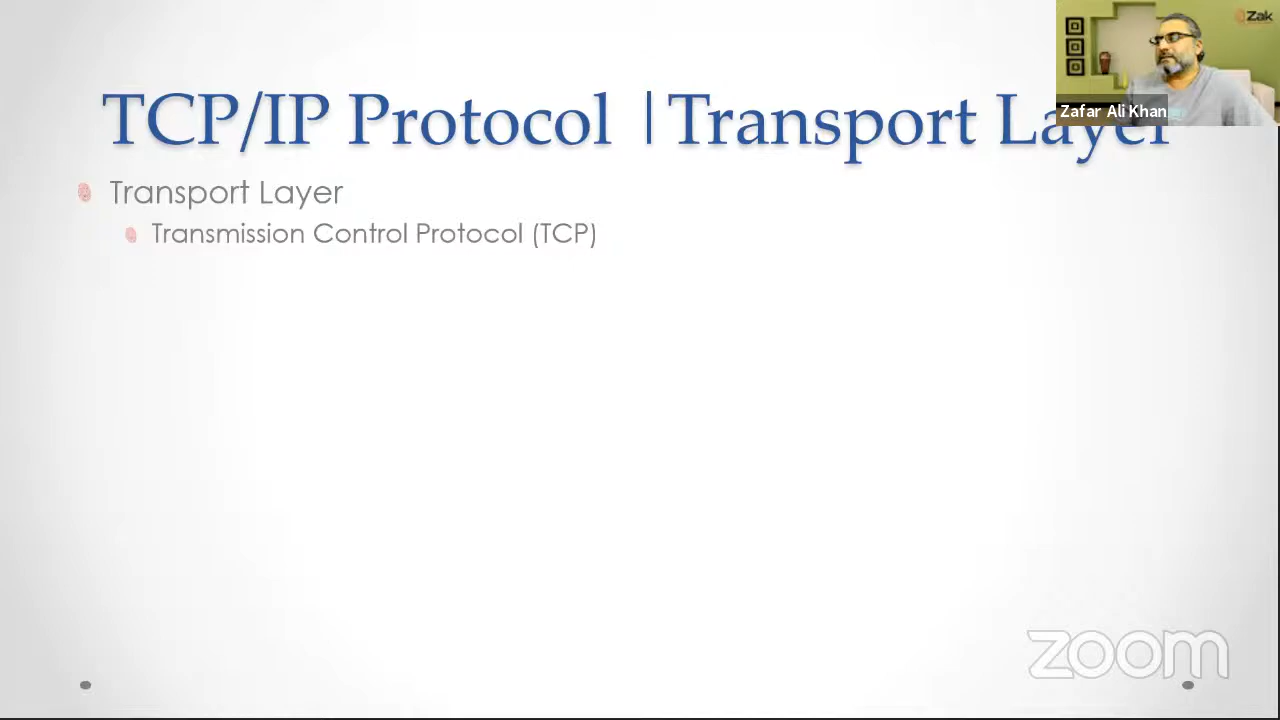 Zak
TCP/IP Protocol | Transport Layer
Zafar Ali Khan
Transport Layer
Transmission Control Protocol (TCP)
zoom